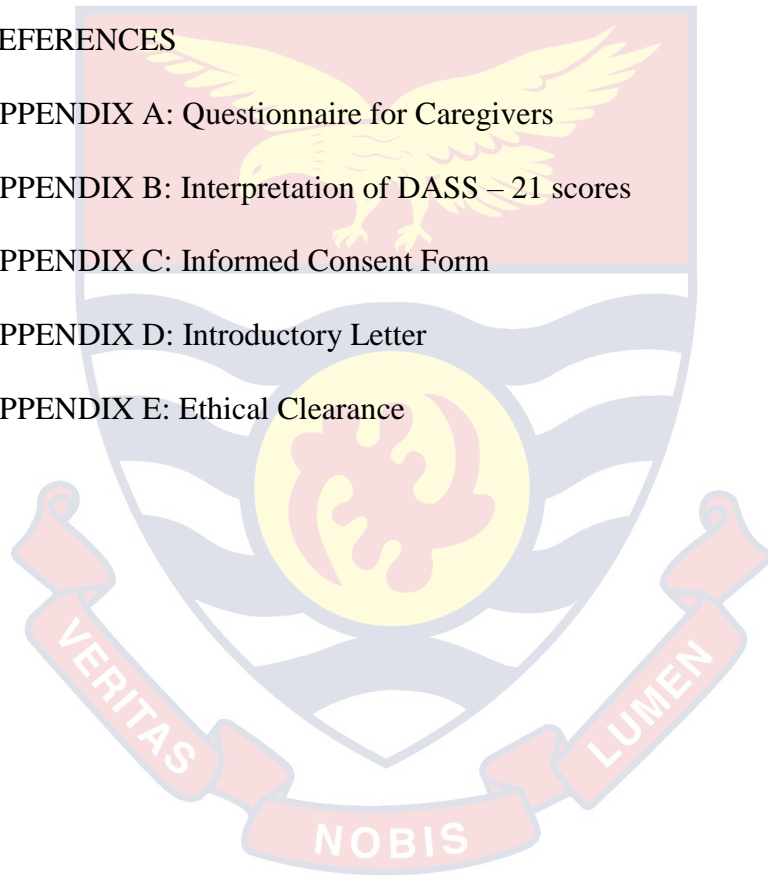 EFERENCES
PPENDIX A: Questionnaire for Caregivers
PPENDIX B: Interpretation of DASS – 21 scores
PPENDIX C: Informed Consent Form
PPENDIX D: Introductory Letter
PPENDIX E: Ethical Clearance
VERITAS
NOBIS
LUMEN